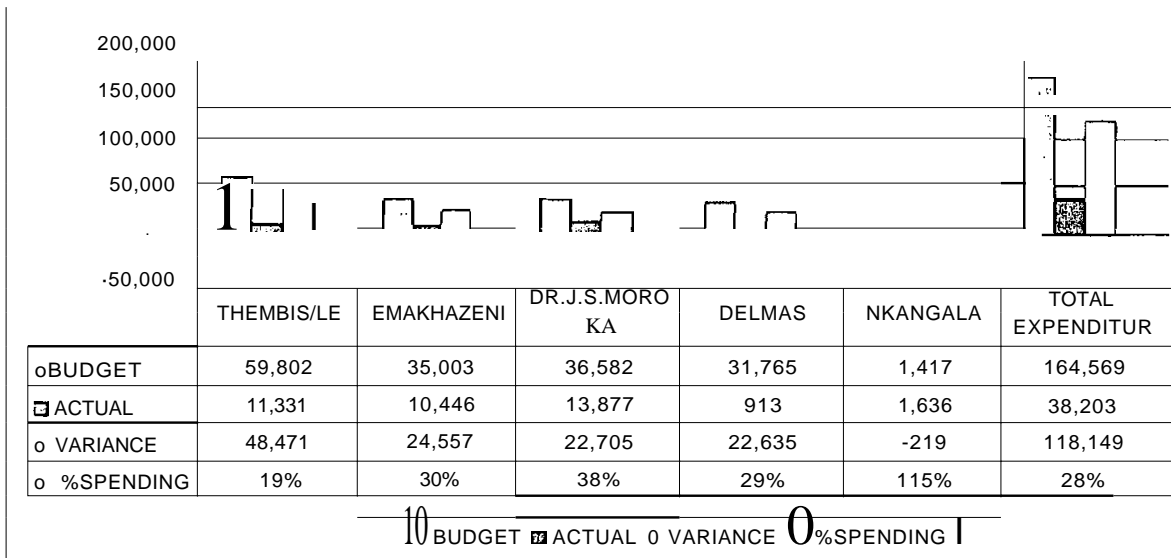 200,000
150,000
100,000
50,000
.
-50,000
THEMBIS/LE EMAKHAZENI DR.J.S.MORO KA DELMAS NKANGALA TOTAL EXPENDITUR
oBUDGET 59,802 35,003 36,582 31,765 1,417 164,569
ACTUAL 11,331 10,446 13,877 913 1,636 38,203
o VARIANCE 48,471 24,557 22,705 22,635 -219 118,149
o %SPENDING 19% 30% 38% 29% 115% 28%
10 BUDGET ACTUAL 0 VARIANCE O%SPENDING